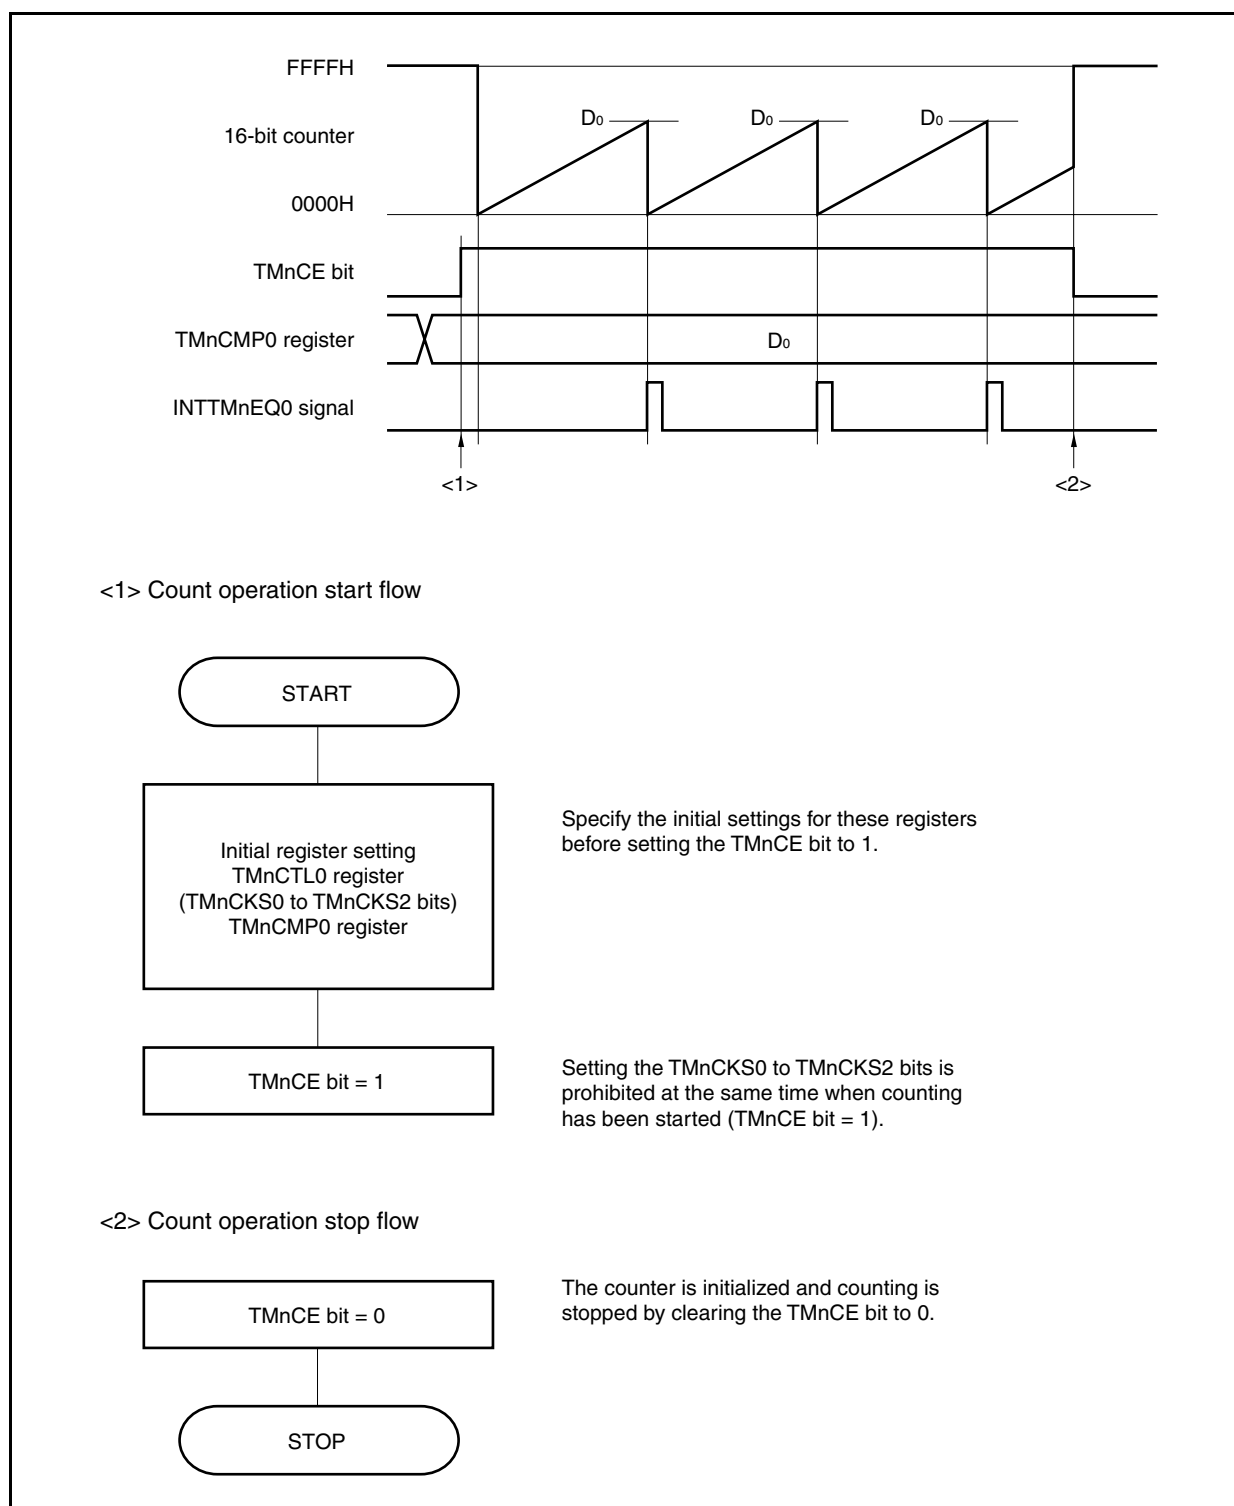 FFFFH
D0 D0 D0
16-bit counter
0000H
TMnCE bit
TMnCMP0 register
D0
INTTMnEQ0 signal
<1> <2>
<1> Count operation start flow
START
Initial register setting
TMnCTL0 register
(TMnCKS0 to TMnCKS2 bits)
TMnCMP0 register
Specify the initial settings for these registers
before setting the TMnCE bit to 1.
TMnCE bit = 1
Setting the TMnCKS0 to TMnCKS2 bits is
prohibited at the same time when counting
has been started (TMnCE bit = 1).
<2> Count operation stop flow
TMnCE bit = 0
The counter is initialized and counting is
stopped by clearing the TMnCE bit to 0.
STOP